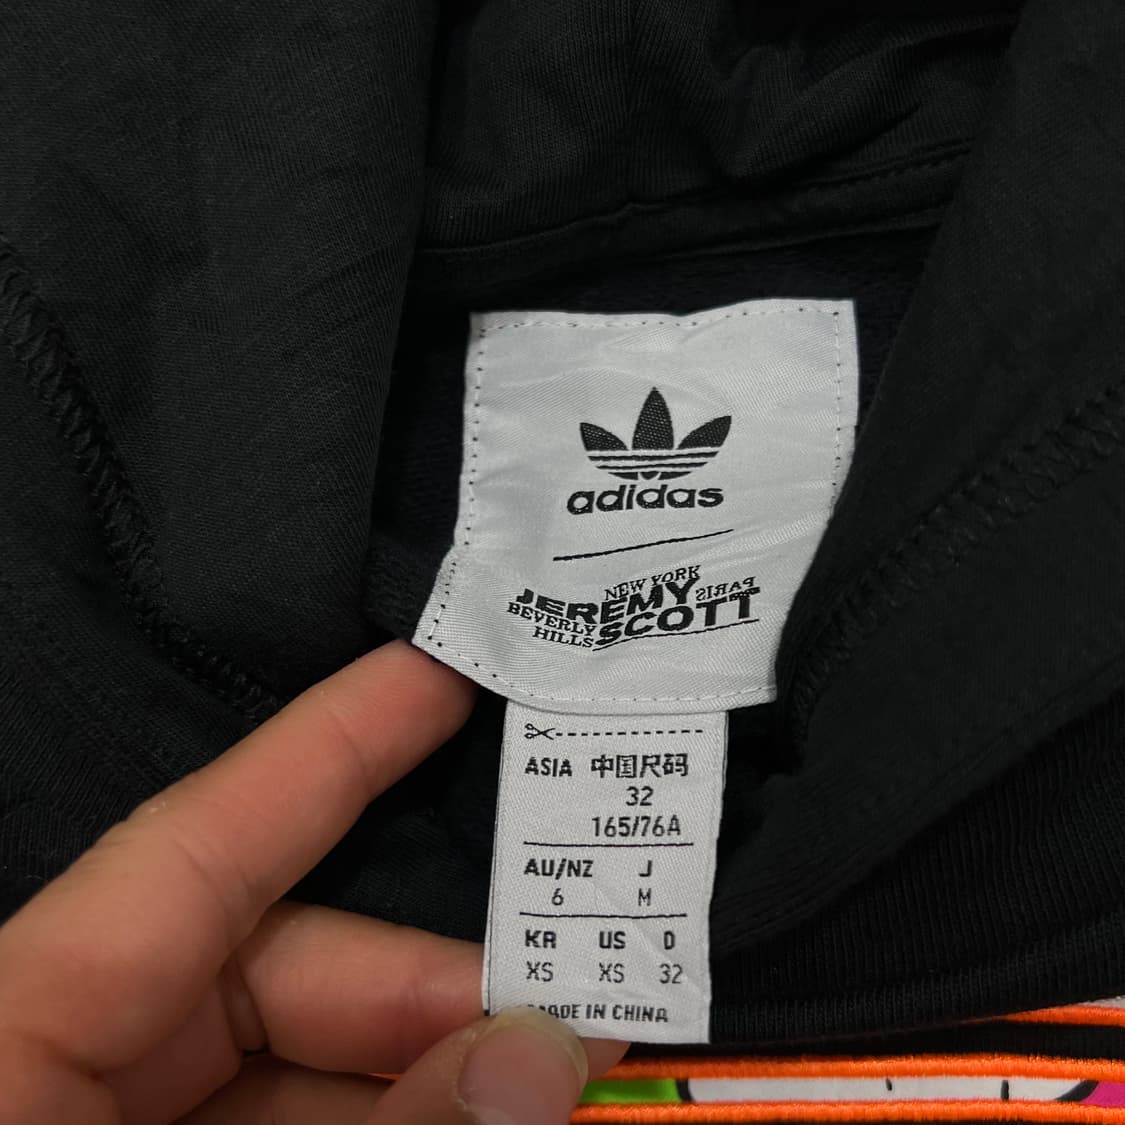 adidas
NEW YORK
JEREMY PARIS
BEVERLY SCOTT
HILLS
ASIA 中国尺码
32
165/76A
AU/NZ J
6 M
KR US D
XS XS 32
MADE IN CHINA